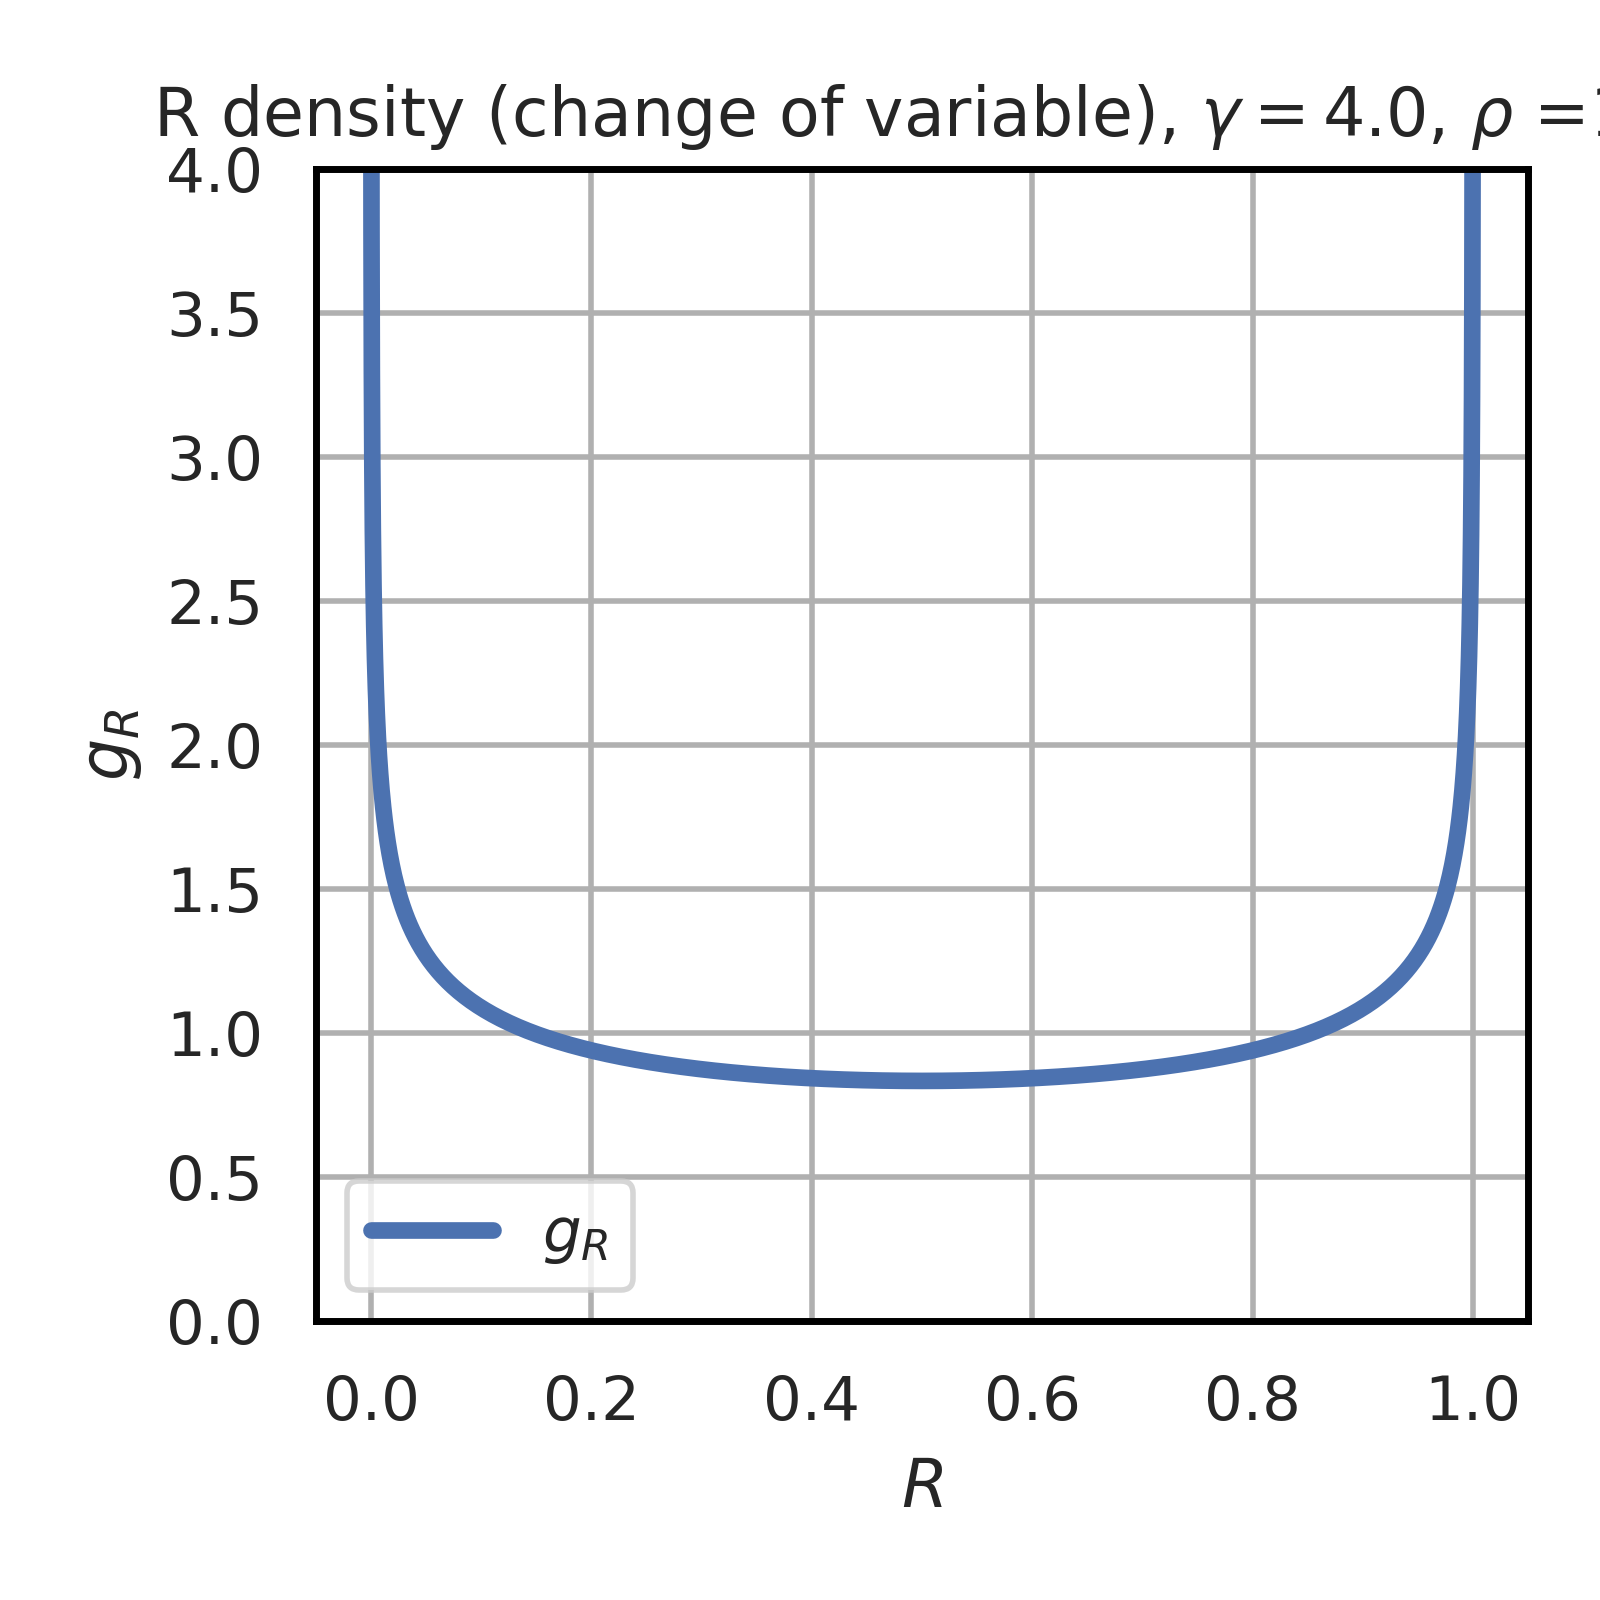 R density (change of variable), γ = 4.0, ρ =
4.0
3.5
3.0
2.5
2.0
1.5
1.0
0.5
0.0
g_R
g_R
0.0 0.2 0.4 0.6 0.8 1.0
R